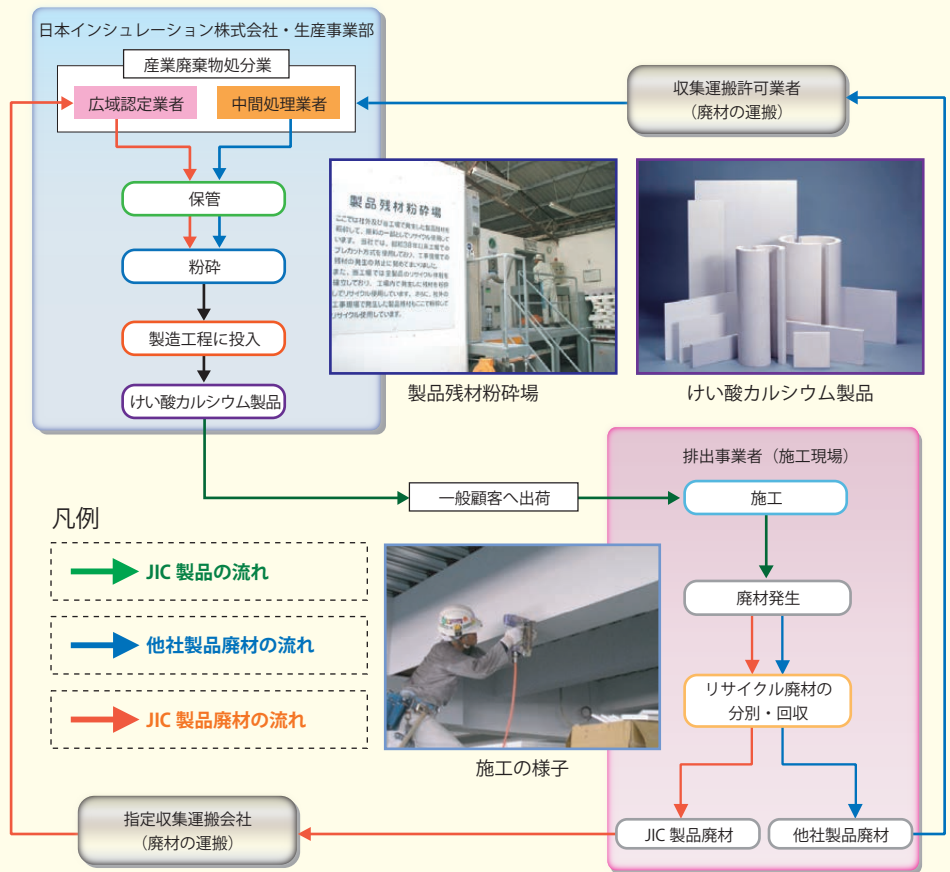 日本インシュレーション株式会社・生産事業部
産業廃棄物処分業
広域認定業者
中間処理業者
収集運搬許可業者
（廃材の運搬）
保管
粉砕
製造工程に投入
けい酸カルシウム製品
製品残材粉砕場
製品残材粉砕場
けい酸カルシウム製品
排出事業者（施工現場）
一般顧客へ出荷
施工
凡例
JIC 製品の流れ
他社製品廃材の流れ
JIC 製品廃材の流れ
廃材発生
リサイクル廃材の
分別・回収
施工の様子
指定収集運搬会社
（廃材の運搬）
JIC 製品廃材
他社製品廃材